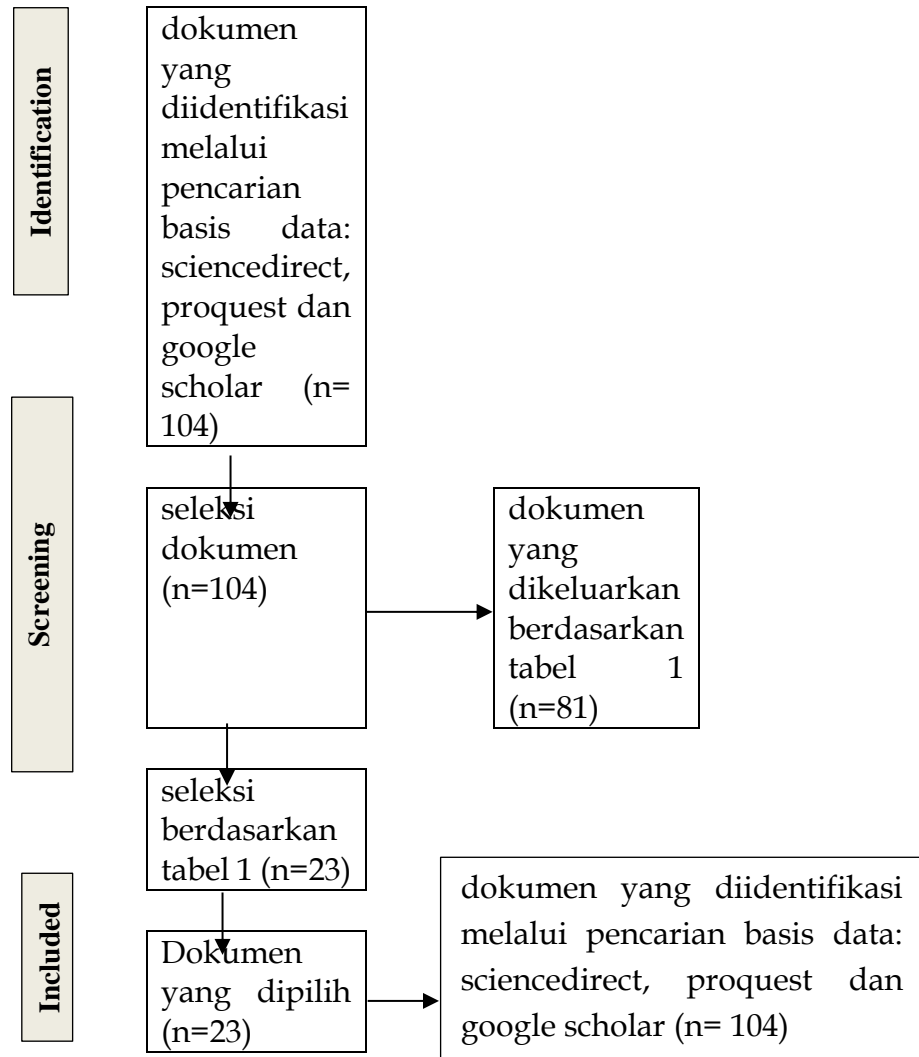 Identification
dokumen
yang
diidentifikasi
melalui
pencarian
basis data:
sciencedirect,
proquest dan
google
scholar (n=
104)
Screening
seleksi
dokumen
(n=104)
dokumen
yang
dikeluarkan
berdasarkan
tabel 1
(n=81)
seleksi
berdasarkan
tabel 1 (n=23)
Included
Dokumen
yang dipilih
(n=23)
dokumen yang diidentifikasi
melalui pencarian basis data:
sciencedirect, proquest dan
google scholar (n= 104)